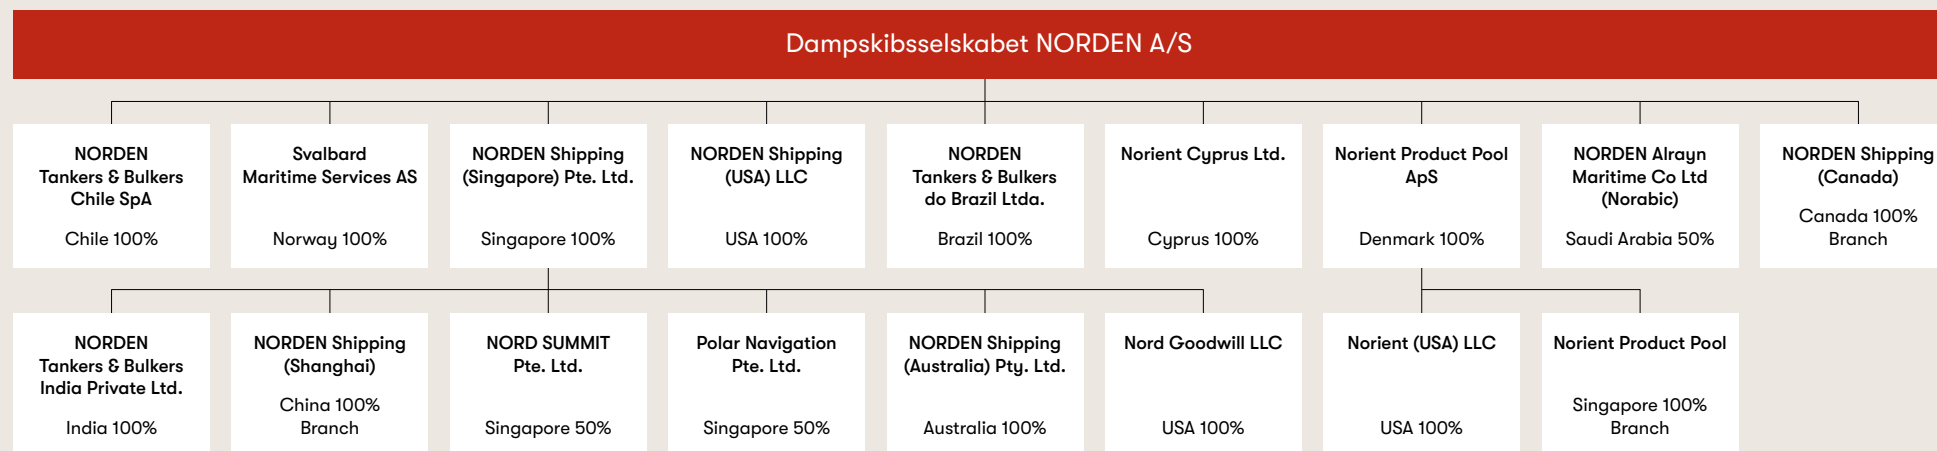 Dampskibsselskabet NORDEN A/S
NORDEN
Tankers & Bulkers
Chile SpA
Chile 100%
Svalbard
Maritime Services AS
Norway 100%
NORDEN Shipping
(Singapore) Pte. Ltd.
Singapore 100%
NORDEN Shipping
(USA) LLC
USA 100%
NORDEN
Tankers & Bulkers
do Brazil Ltda.
Brazil 100%
Norient Cyprus Ltd.
Cyprus 100%
Norient Product Pool
ApS
Denmark 100%
NORDEN Alrayn
Maritime Co Ltd
(Norabic)
Saudi Arabia 50%
NORDEN Shipping
(Canada)
Canada 100%
Branch
NORDEN
Tankers & Bulkers
India Private Ltd.
India 100%
NORDEN Shipping
(Shanghai)
China 100%
Branch
NORD SUMMIT
Pte. Ltd.
Singapore 50%
Polar Navigation
Pte. Ltd.
Singapore 50%
NORDEN Shipping
(Australia) Pty. Ltd.
Australia 100%
Nord Goodwill LLC
USA 100%
Norient (USA) LLC
USA 100%
Norient Product Pool
Singapore 100%
Branch